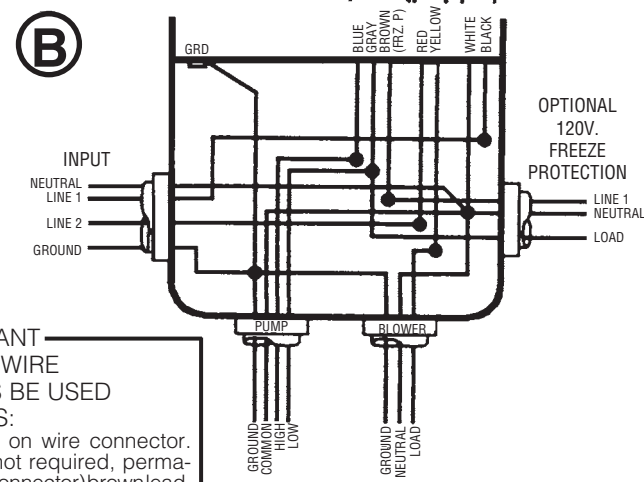 B
GRD
BLUE
GRAY
BROWN
(FRZ. P)
RED
YELLOW
WHITE
BLACK
OPTIONAL
120V.
FREEZE
PROTECTION
INPUT
NEUTRAL
LINE 1
LINE 2
GROUND
LINE 1
NEUTRAL
LOAD
PUMP
BLOWER
GROUND
COMMON
HIGH
LOW
GROUND
NEUTRAL
LOAD
ANT
WIRE
BE USED
S:
on wire connector.
not required, perma-
onnector)brownload